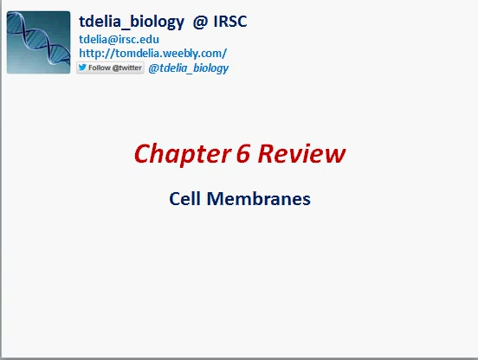 tdelia_biology @ IRSC
tdelia@irsc.edu
http://tomdelia.weebly.com/
Follow @twitter @tdelia_biology
Chapter 6 Review
Cell Membranes